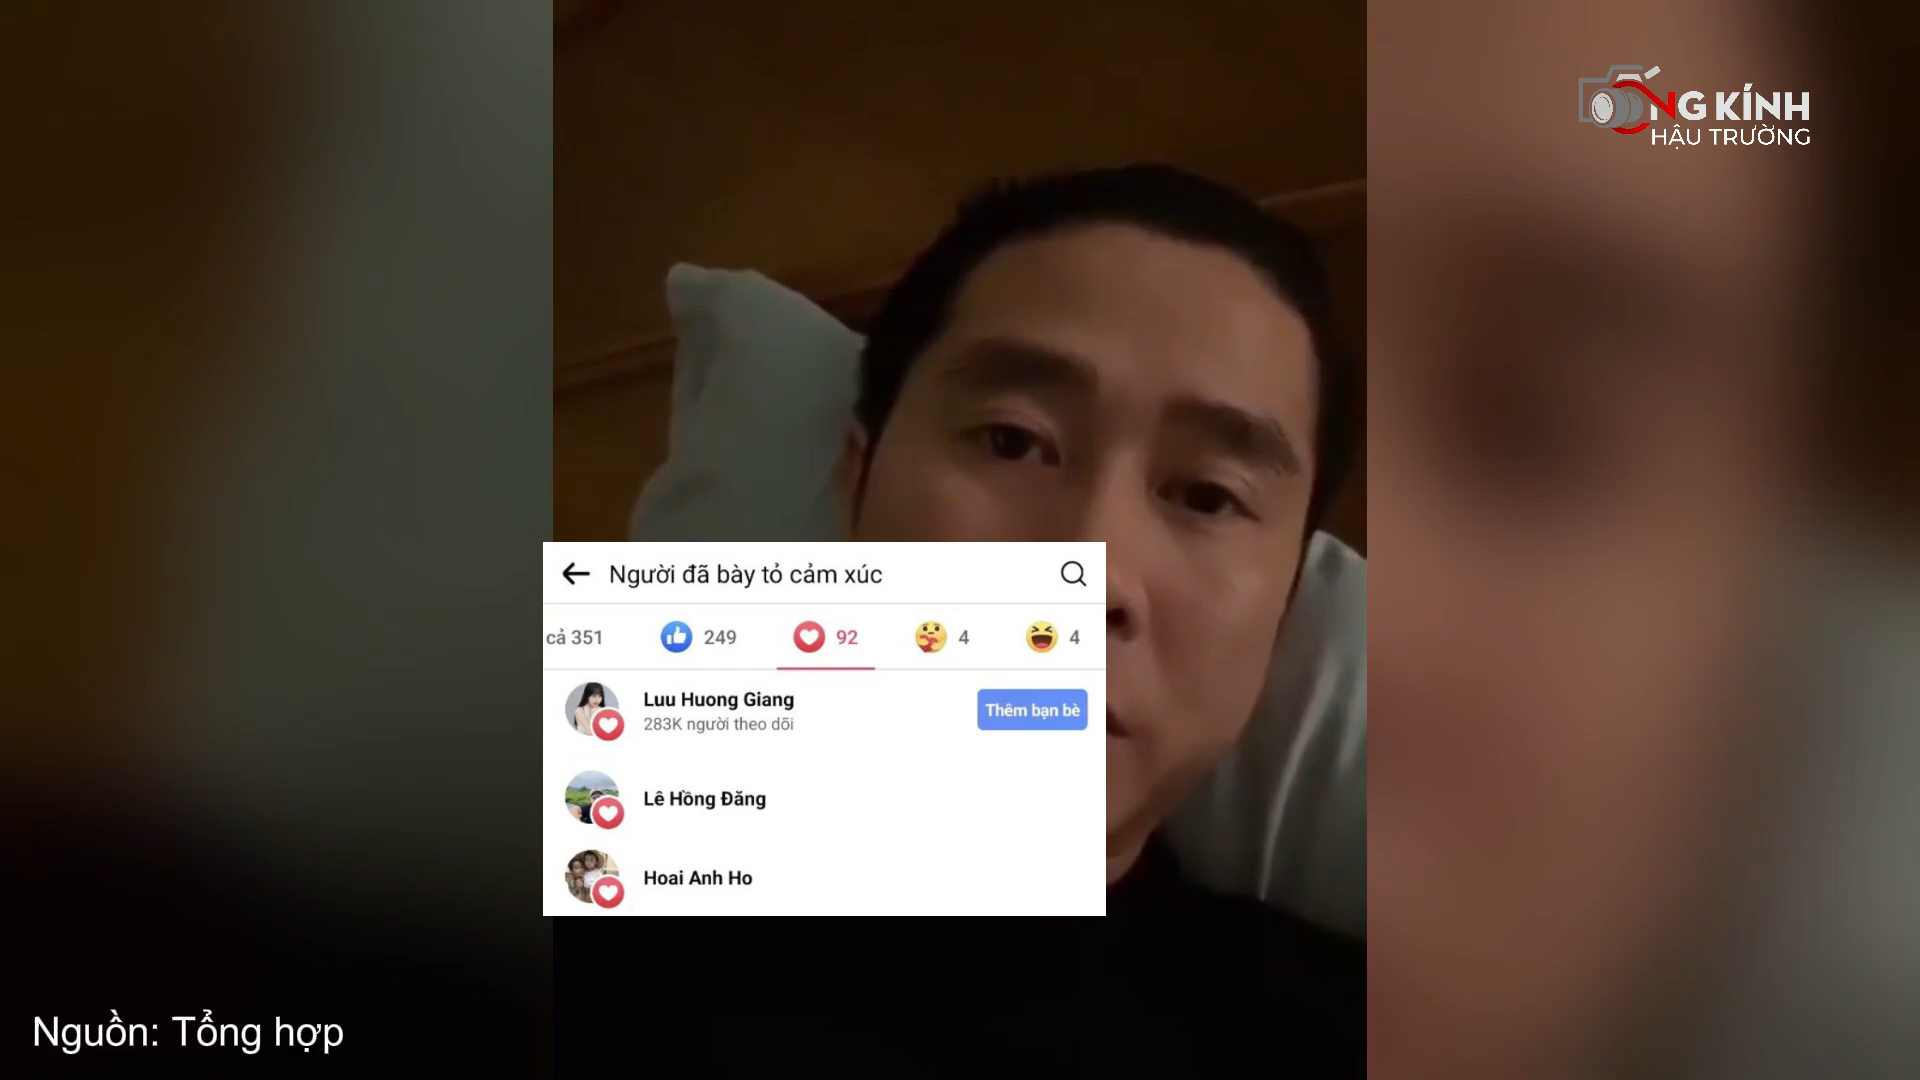 ỐNG KÍNH
HẬU TRƯỜNG
Người đã bày tỏ cảm xúc
cả 351 249 92 4 4
Luu Huong Giang
283K người theo dõi
Thêm bạn bè
Lê Hồng Đăng
Hoai Anh Ho
Nguồn: Tổng hợp